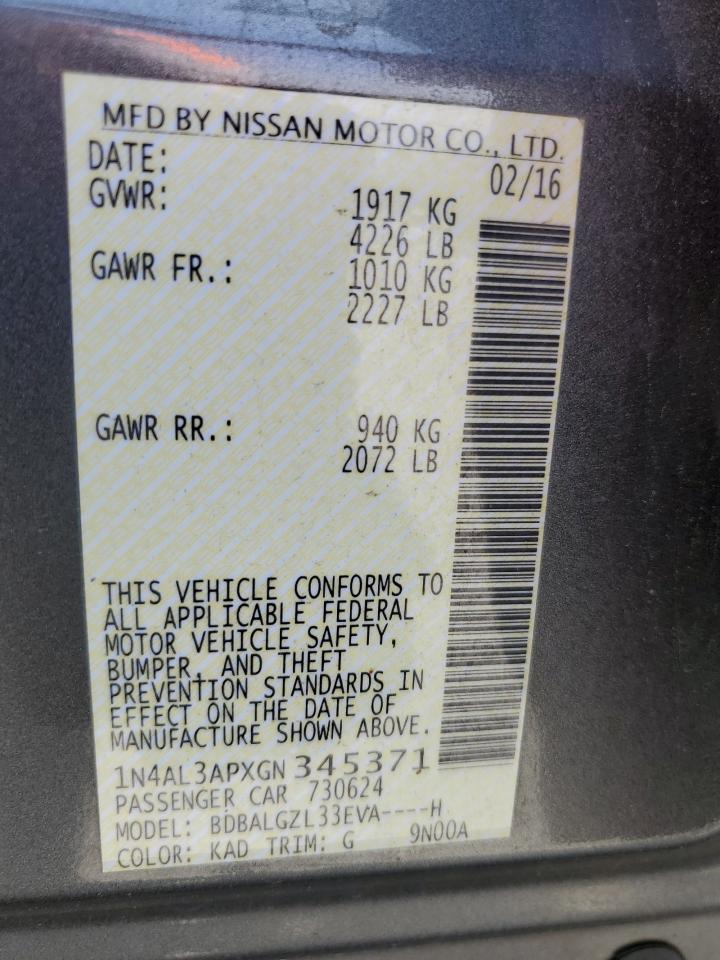 MFD BY NISSAN MOTOR CO., LTD.
DATE: 02/16
GVWR: 1917 KG
4226 LB
GAWR FR.: 1010 KG
2227 LB
GAWR RR.: 940 KG
2072 LB
THIS VEHICLE CONFORMS TO
ALL APPLICABLE FEDERAL
MOTOR VEHICLE SAFETY,
BUMPER, AND THEFT
PREVENTION STANDARDS IN
EFFECT ON THE DATE OF
MANUFACTURE SHOWN ABOVE.
1N4AL3APXGN345371
PASSENGER CAR 730624
MODEL: BDBALGZL33EVA----H
COLOR: KAD TRIM: G 9N00A